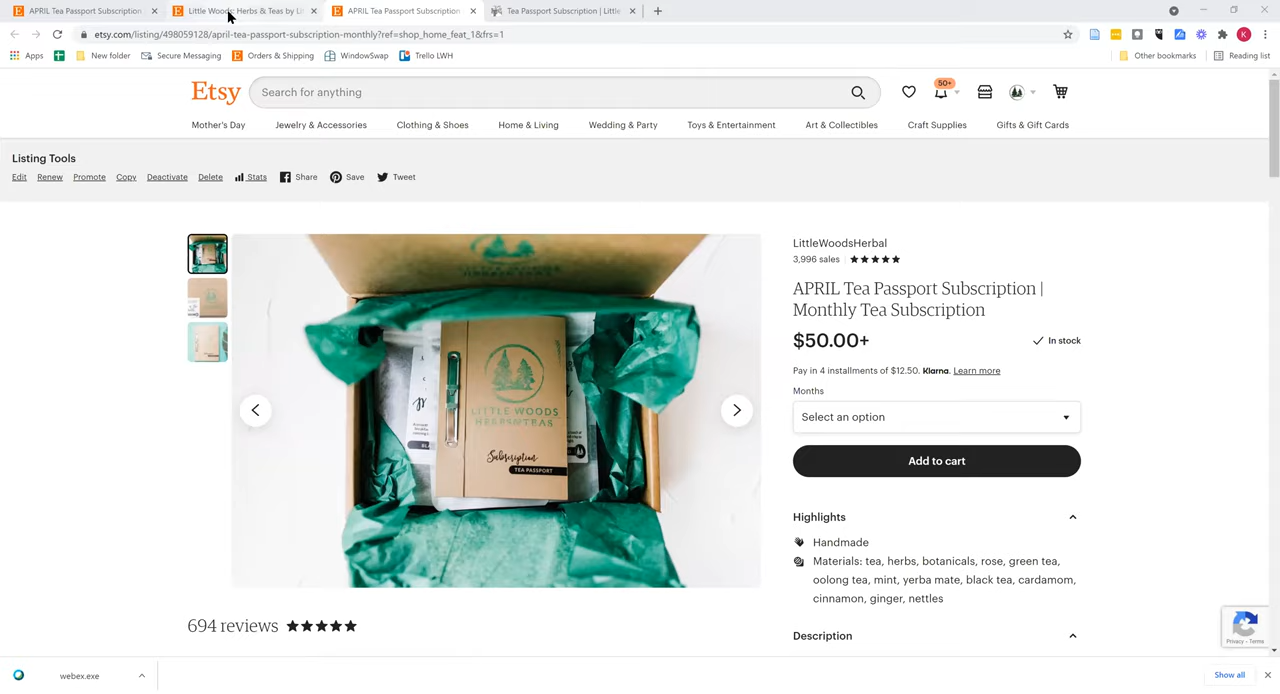 APRIL Tea Passport Subscription
Little Woods Herbs & Teas by Li
APRIL Tea Passport Subscription
Tea Passport Subscription | Little
etsy.com/listing/498059128/april-tea-passport-subscription-monthly?ref=shop_home_feat_1&frs=1
K
Apps
New folder
Secure Messaging
Orders & Shipping
WindowSwap
Trello LWH
Other bookmarks
Reading list
Etsy
Search for anything
50+
Mother's Day
Jewelry & Accessories
Clothing & Shoes
Home & Living
Wedding & Party
Toys & Entertainment
Art & Collectibles
Craft Supplies
Gifts & Gift Cards
Listing Tools
Edit
Renew
Promote
Copy
Deactivate
Delete
Stats
Share
Save
Tweet
LITTLE WOODS
HERBS&TEAS
Subscription
TEA PASSPORT
LittleWoodsHerbal
3,996 sales
APRIL Tea Passport Subscription |
Monthly Tea Subscription
$50.00+
In stock
Pay in 4 installments of $12.50. Klarna. Learn more
Months
Select an option
Add to cart
Highlights
Handmade
Materials: tea, herbs, botanicals, rose, green tea,
oolong tea, mint, yerba mate, black tea, cardamom,
cinnamon, ginger, nettles
694 reviews
Description
Privacy - Terms
webex.exe
Show all